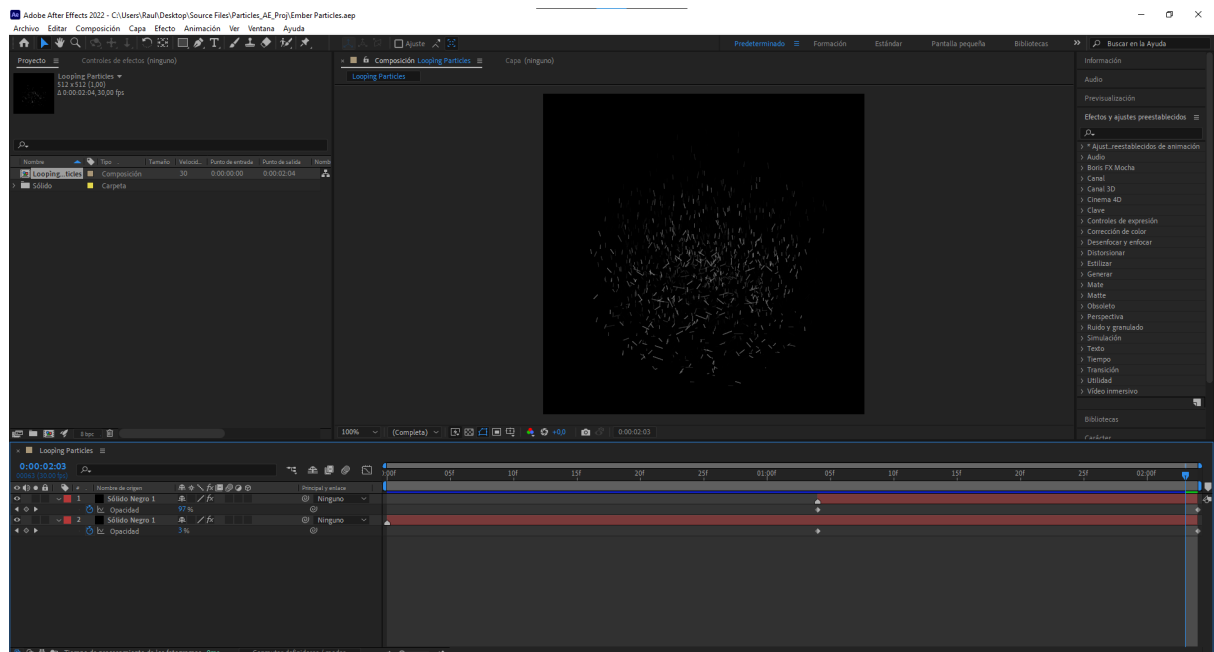 Adobe After Effects 2022 - C:\Users\Raul\Desktop\Source Files\Particles_AE_Proj\Ember Particles.aep
Archivo Editar Composición Capa Efecto Animación Ver Ventana Ayuda
Ajuste
Predeterminado
Formación
Estándar
Pantalla pequeña
Bibliotecas
Buscar en la Ayuda
Proyecto
Controles de efectos (ninguno)
Looping Particles
512 x 512 (1,00)
Δ 0:00:02:04, 30,00 fps
Nombre Tipo Tamaño Velocid... Punto de entrada Punto de salida Nomb
Looping...ticles Composición 30 0:00:00:00 0:00:02:04
Sólido Carpeta
8 bpc
Composición Looping Particles
Capa (ninguno)
Looping Particles
100% (Completa) +0,0 0:00:02:03
Información
Audio
Previsualización
Efectos y ajustes preestablecidos
* Ajust...reestablecidos de animación
Audio
Boris FX Mocha
Canal
Canal 3D
Cinema 4D
Clave
Controles de expresión
Corrección de color
Desenfocar y enfocar
Distorsionar
Estilizar
Generar
Mate
Matte
Obsoleto
Perspectiva
Ruido y granulado
Simulación
Texto
Tiempo
Transición
Utilidad
Vídeo inmersivo
Bibliotecas
Carácter
Looping Particles
0:00:02:03
00063 (30.00 fps)
:00f 05f 10f 15f 20f 25f 01:00f 05f 10f 15f 20f 25f 02:00f
# Nombre de origen Principal y enlace
1 Sólido Negro 1 Ninguno
Opacidad 97 %
2 Sólido Negro 1 Ninguno
Opacidad 3 %